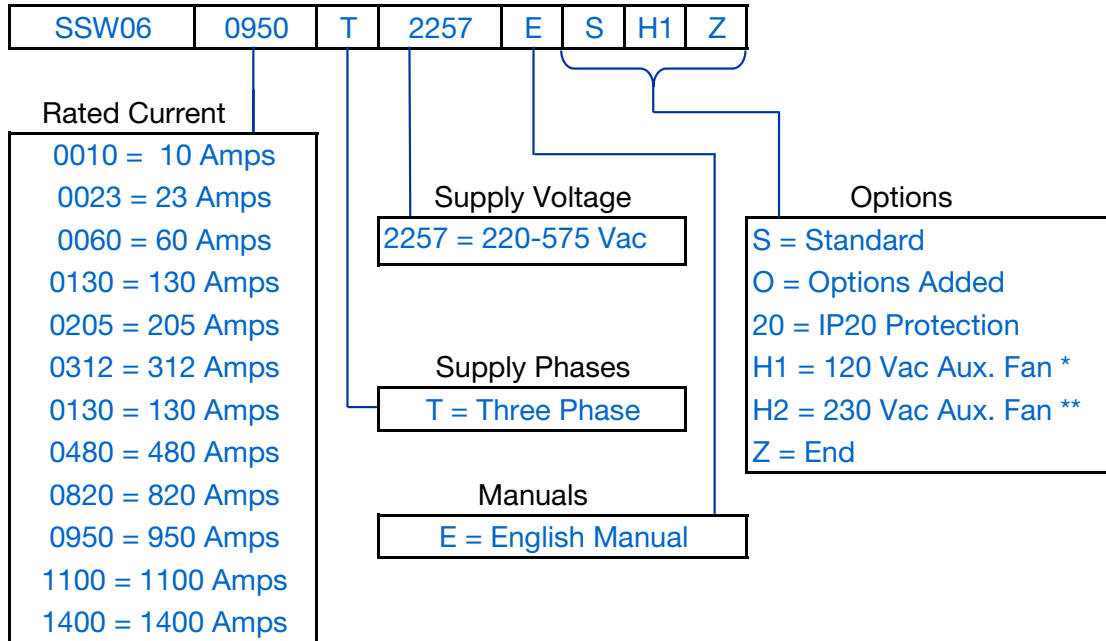 SSW06 0950 T 2257 E S H1 Z
Rated Current
0010 = 10 Amps
0023 = 23 Amps
0060 = 60 Amps
0130 = 130 Amps
0205 = 205 Amps
0312 = 312 Amps
0130 = 130 Amps
0480 = 480 Amps
0820 = 820 Amps
0950 = 950 Amps
1100 = 1100 Amps
1400 = 1400 Amps
Supply Voltage
2257 = 220-575 Vac
Supply Phases
T = Three Phase
Manuals
E = English Manual
Options
S = Standard
O = Options Added
20 = IP20 Protection
H1 = 120 Vac Aux. Fan *
H2 = 230 Vac Aux. Fan **
Z = End